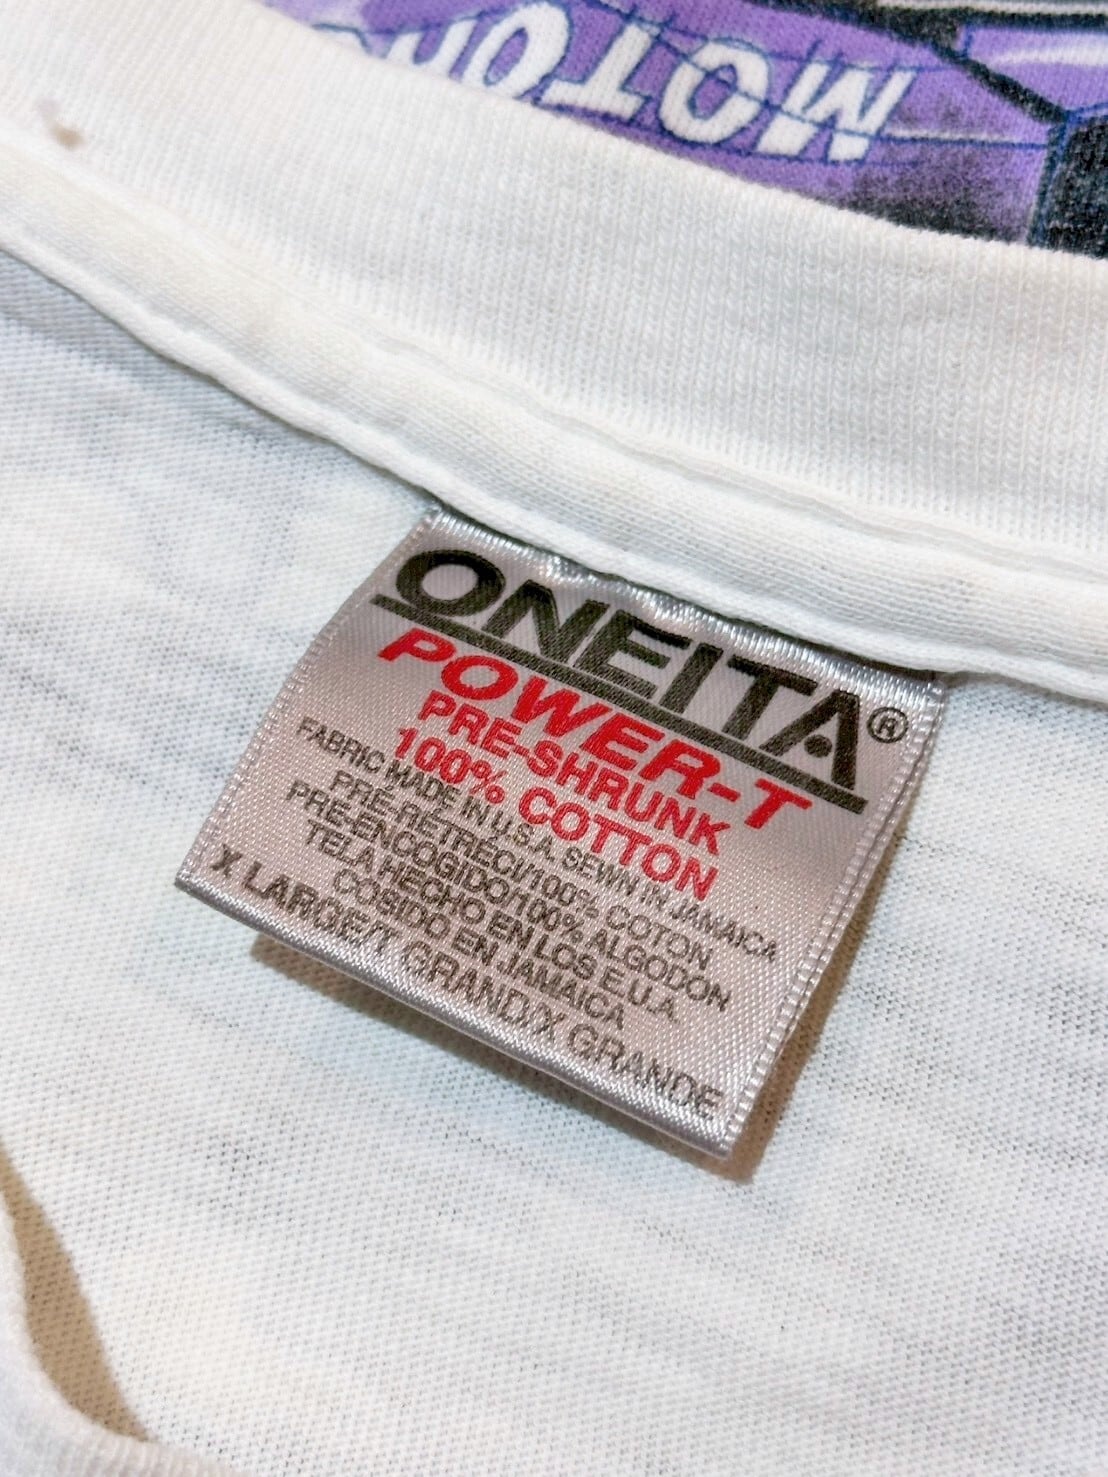 MOTOR
ONEITA®
POWER-T
PRE-SHRUNK
100% COTTON
FABRIC MADE IN U.S.A. SEWN IN JAMAICA
PRÉ-RÉTRÉCI/100% COTON
PRE-ENCOGIDO/100% ALGODON
TELA HECHO EN LOS E.U.A.
COSIDO EN JAMAICA
X LARGE/T GRAND/X GRANDE